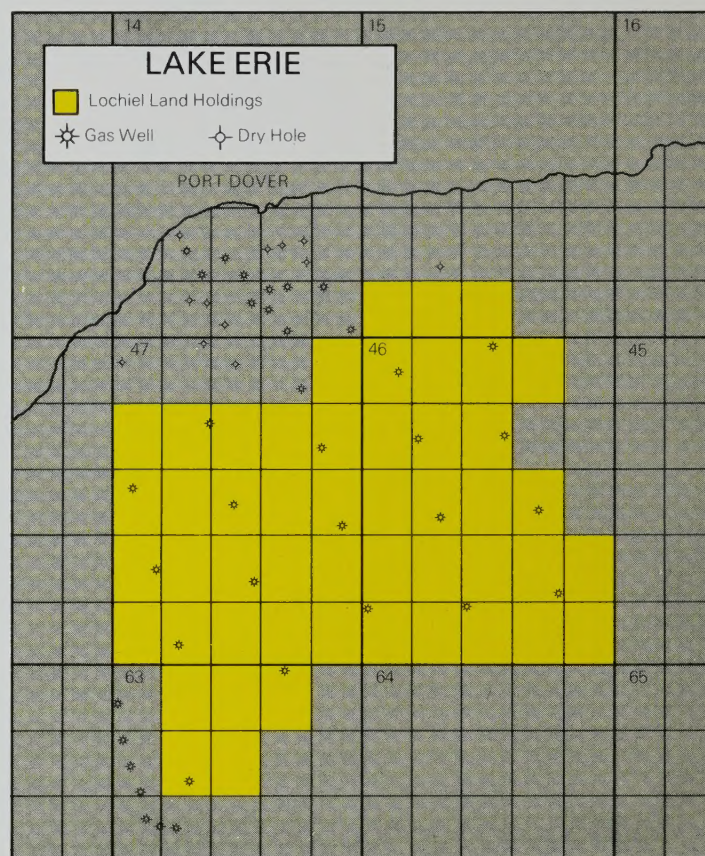 14 15 16
LAKE ERIE
Lochiel Land Holdings
Gas Well Dry Hole
PORT DOVER
47 46 45
63 64 65